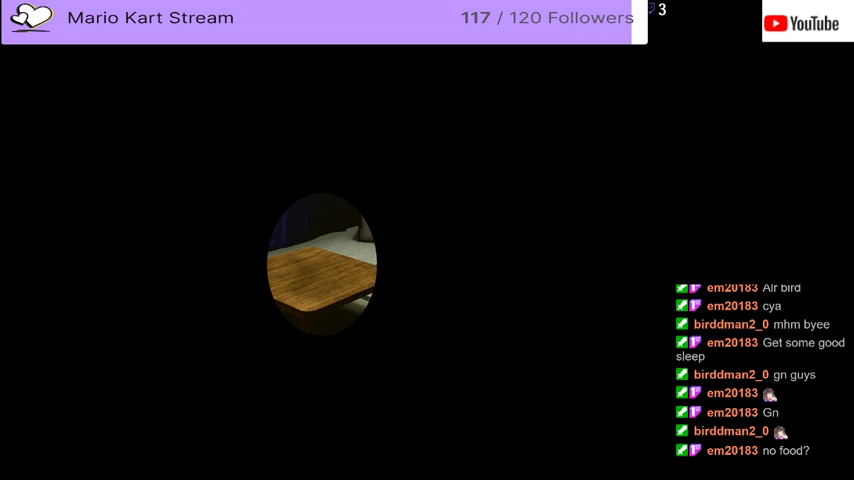 Mario Kart Stream
117 / 120 Followers
3
YouTube
em20183 Air bird
em20183 cya
birddman2_0 mhm byee
em20183 Get some good
sleep
birddman2_0 gn guys
em20183
em20183 Gn
birddman2_0
em20183 no food?